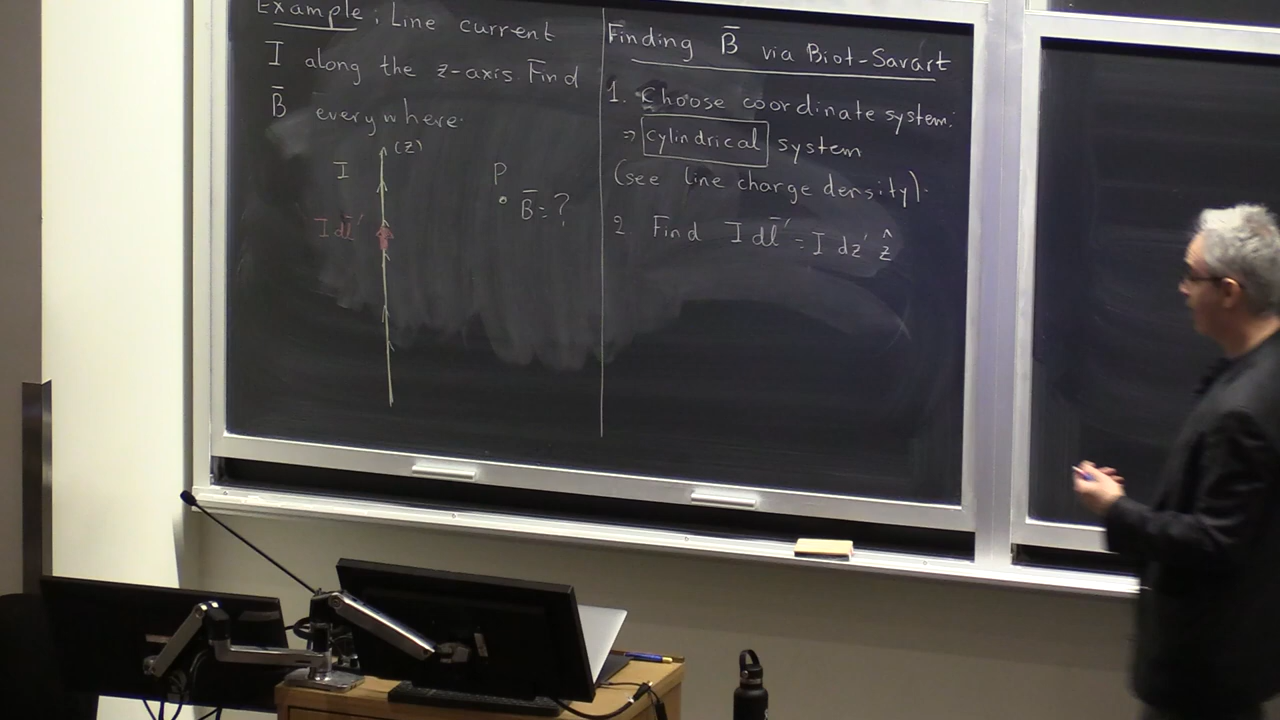 Example: Line current
I along the z-axis. Find
B̄ everywhere.
(z)
I
P
B̄ = ?
I dl̄'
Finding B̄ via Biot-Savart
1. Choose coordinate system:
⇒ cylindrical system
(see line charge density).
2. Find I dl̄' = I dz' ẑ